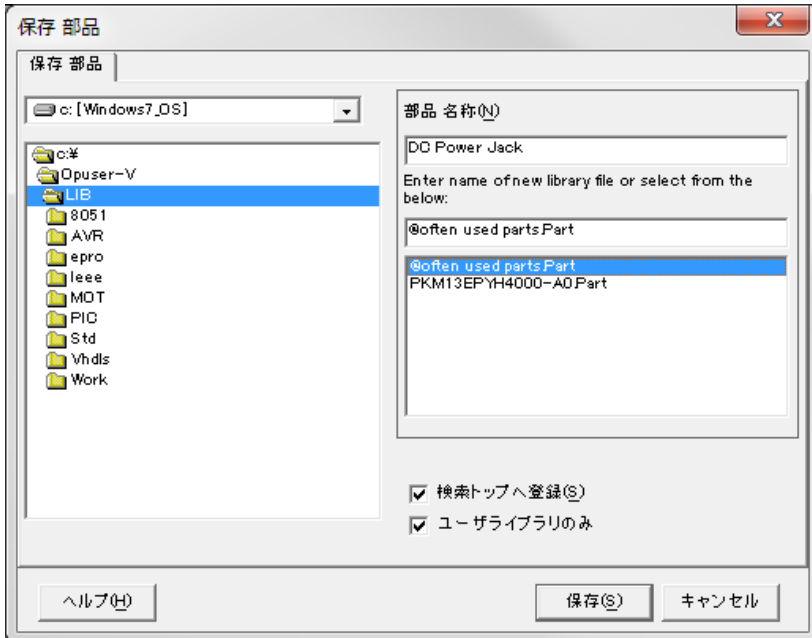 保存 部品
保存 部品
c: [Windows7_OS]
c:¥
Opuser-V
LIB
8051
AVR
epro
Ieee
MOT
PIC
Std
Vhdls
Work
部品 名称(N)
DC Power Jack
Enter name of new library file or select from the
below:
@often used parts.Part
@often used parts.Part
PKM13EPYH4000-A0.Part
検索トップへ登録(S)
ユーザライブラリのみ
ヘルプ(H)
保存(S)
キャンセル